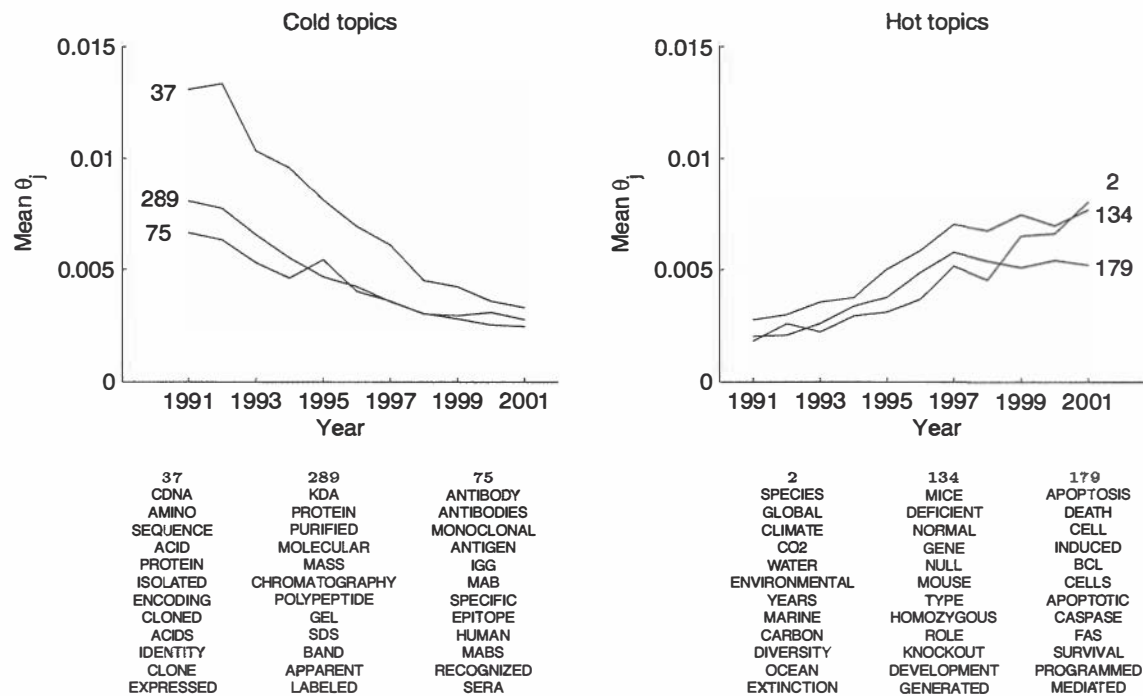 Cold topics
0.015
0.01
0.005
0
Mean θj
37
289
75
1991 1993 1995 1997 1999 2001
Year
Hot topics
0.015
0.01
0.005
0
Mean θj
2
134
179
1991 1993 1995 1997 1999 2001
Year
37 289 75
CDNA KDA ANTIBODY
AMINO PROTEIN ANTIBODIES
SEQUENCE PURIFIED MONOCLONAL
ACID MOLECULAR ANTIGEN
PROTEIN MASS IGG
ISOLATED CHROMATOGRAPHY MAB
ENCODING POLYPEPTIDE SPECIFIC
CLONED GEL EPITOPE
ACIDS SDS HUMAN
IDENTITY BAND MABS
CLONE APPARENT RECOGNIZED
EXPRESSED LABELED SERA
2 134 179
SPECIES MICE APOPTOSIS
GLOBAL DEFICIENT DEATH
CLIMATE NORMAL CELL
CO2 GENE INDUCED
WATER NULL BCL
ENVIRONMENTAL MOUSE CELLS
YEARS TYPE APOPTOTIC
MARINE HOMOZYGOUS CASPASE
CARBON ROLE FAS
DIVERSITY KNOCKOUT SURVIVAL
OCEAN DEVELOPMENT PROGRAMMED
EXTINCTION GENERATED MEDIATED